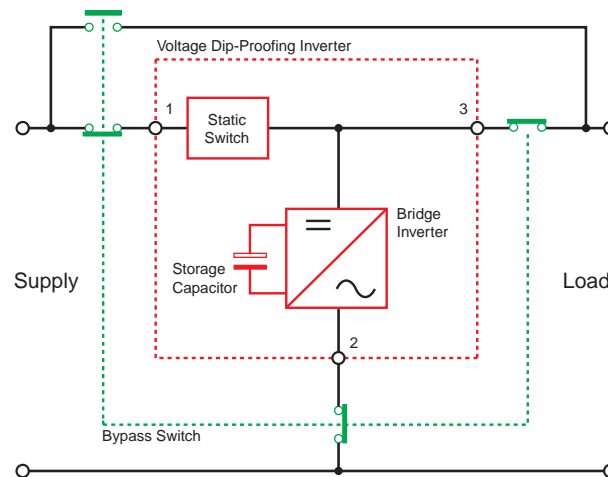 Voltage Dip-Proofing Inverter
1
3
Static
Switch
Bridge
Inverter
Storage
Capacitor
Supply
Load
2
Bypass Switch